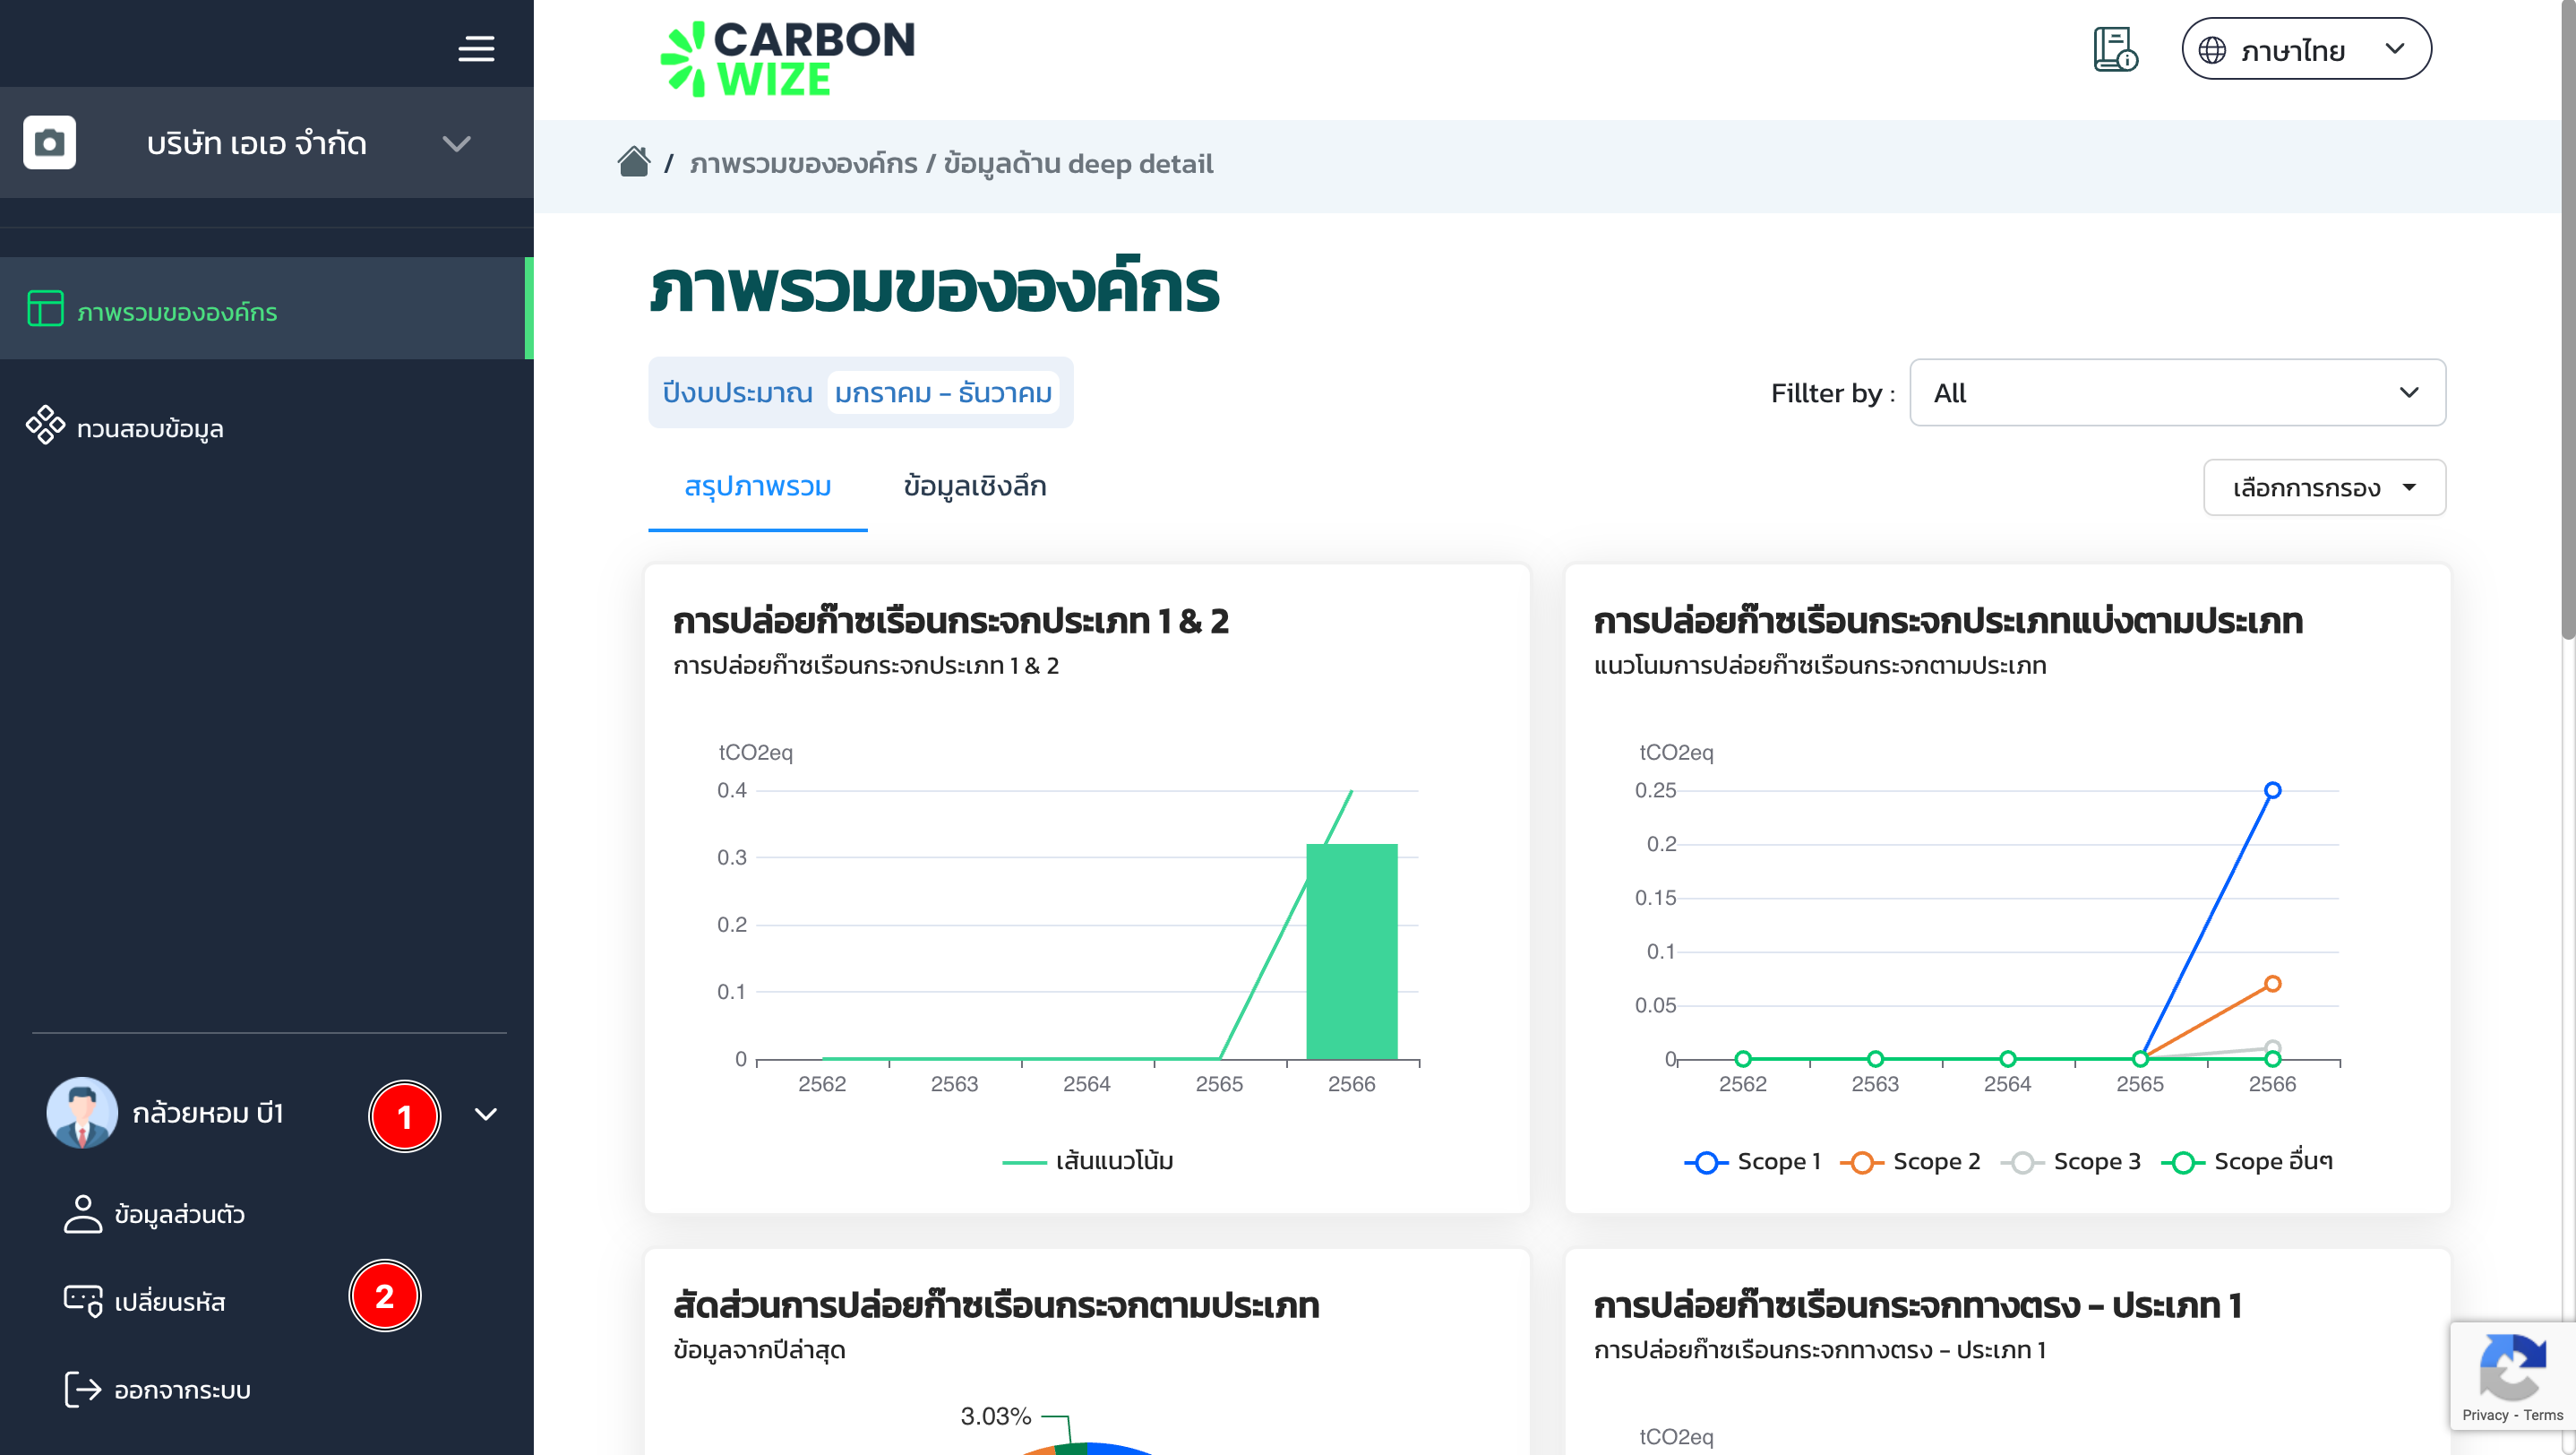 CARBON
WIZE
ภาษาไทย
บริษัท เอเอ จำกัด
/ ภาพรวมขององค์กร / ข้อมูลด้าน deep detail
ภาพรวมขององค์กร
ทวนสอบข้อมูล
ภาพรวมขององค์กร
ปีงบประมาณ มกราคม - ธันวาคม
Fillter by : All
สรุปภาพรวม ข้อมูลเชิงลึก
เลือกการกรอง
การปล่อยก๊าซเรือนกระจกประเภท 1 & 2
การปล่อยก๊าซเรือนกระจกประเภท 1 & 2
tCO2eq
0.4
0.3
0.2
0.1
0
2562 2563 2564 2565 2566
เส้นแนวโน้ม
การปล่อยก๊าซเรือนกระจกประเภทแบ่งตามประเภท
แนวโนมการปล่อยก๊าซเรือนกระจกตามประเภท
tCO2eq
0.25
0.2
0.15
0.1
0.05
0
2562 2563 2564 2565 2566
Scope 1 Scope 2 Scope 3 Scope อื่นๆ
กล้วยหอม บี1
1
ข้อมูลส่วนตัว
เปลี่ยนรหัส
2
ออกจากระบบ
สัดส่วนการปล่อยก๊าซเรือนกระจกตามประเภท
ข้อมูลจากปีล่าสุด
3.03%
การปล่อยก๊าซเรือนกระจกทางตรง - ประเภท 1
การปล่อยก๊าซเรือนกระจกทางตรง - ประเภท 1
tCO2eq
Privacy - Terms